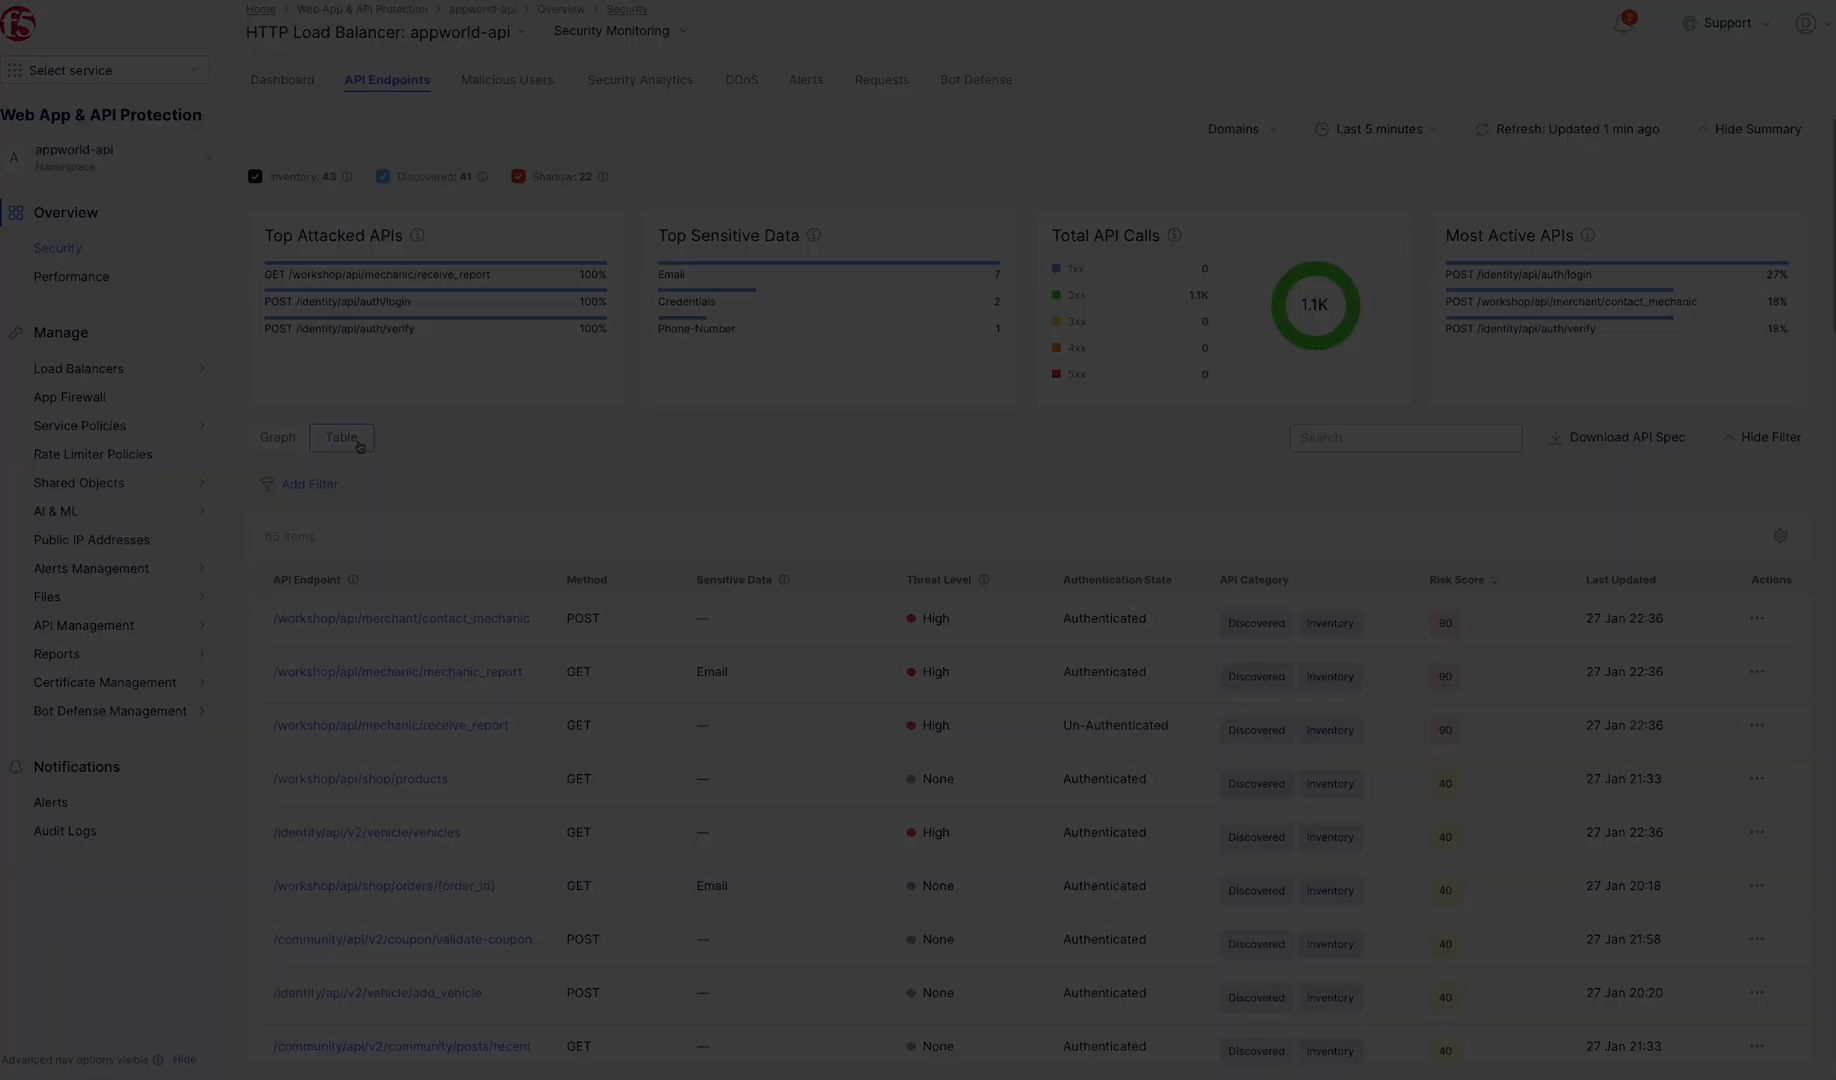 f5
Home > Web App & API Protection > appworld-api > Overview > Security
HTTP Load Balancer: appworld-api
Security Monitoring
2
Support
Select service
Dashboard
API Endpoints
Malicious Users
Security Analytics
DDoS
Alerts
Requests
Bot Defense
Web App & API Protection
Domains
Last 5 minutes
Refresh: Updated 1 min ago
Hide Summary
A
appworld-api
Namespace
Inventory: 43
Discovered: 41
Shadow: 22
Overview
Security
Performance
Manage
Load Balancers
App Firewall
Service Policies
Rate Limiter Policies
Shared Objects
AI & ML
Public IP Addresses
Alerts Management
Files
API Management
Reports
Certificate Management
Bot Defense Management
Notifications
Alerts
Audit Logs
Advanced nav options visible Hide
Top Attacked APIs
GET /workshop/api/mechanic/receive_report 100%
POST /identity/api/auth/login 100%
POST /identity/api/auth/verify 100%
Top Sensitive Data
Email 7
Credentials 2
Phone-Number 1
Total API Calls
1xx 0
2xx 1.1K
3xx 0
4xx 0
5xx 0
1.1K
Most Active APIs
POST /identity/api/auth/login 27%
POST /workshop/api/merchant/contact_mechanic 18%
POST /identity/api/auth/verify 18%
Graph
Table
Search
Download API Spec
Hide Filter
Add Filter
65 items
API Endpoint Method Sensitive Data Threat Level Authentication State API Category Risk Score Last Updated Actions
/workshop/api/merchant/contact_mechanic POST — High Authenticated Discovered Inventory 90 27 Jan 22:36 ...
/workshop/api/mechanic/mechanic_report GET Email High Authenticated Discovered Inventory 90 27 Jan 22:36 ...
/workshop/api/mechanic/receive_report GET — High Un-Authenticated Discovered Inventory 90 27 Jan 22:36 ...
/workshop/api/shop/products GET — None Authenticated Discovered Inventory 40 27 Jan 21:33 ...
/identity/api/v2/vehicle/vehicles GET — High Authenticated Discovered Inventory 40 27 Jan 22:36 ...
/workshop/api/shop/orders/{order_id} GET Email None Authenticated Discovered Inventory 40 27 Jan 20:18 ...
/community/api/v2/coupon/validate-coupon POST — None Authenticated Discovered Inventory 40 27 Jan 21:58 ...
/identity/api/v2/vehicle/add_vehicle POST — None Authenticated Discovered Inventory 40 27 Jan 20:20 ...
/community/api/v2/community/posts/recent GET — None Authenticated Discovered Inventory 40 27 Jan 21:33 ...